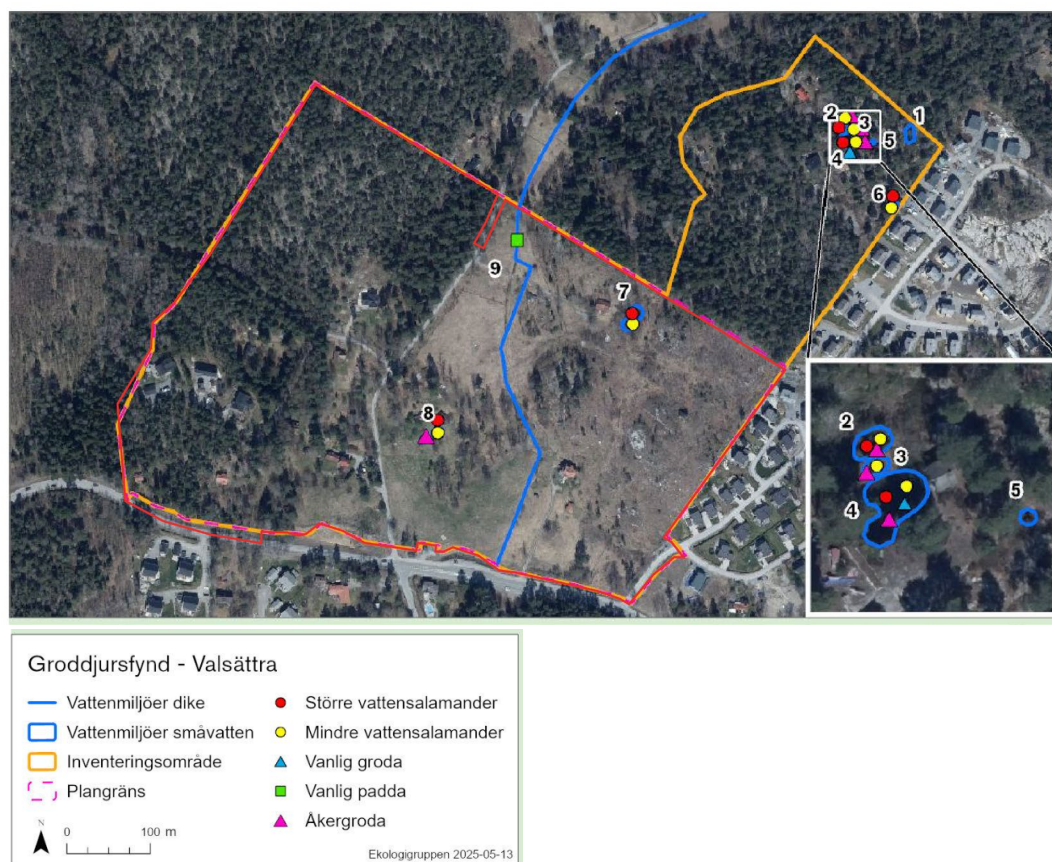 1
2
3
5
4
6
9
7
8
2
3
5
4
Groddjursfynd - Valsättra
Vattenmiljöer dike
Större vattensalamander
Vattenmiljöer småvatten
Mindre vattensalamander
Inventeringsområde
Vanlig groda
Plangräns
Vanlig padda
Åkergroda
N
0 100 m
Ekologigruppen 2025-05-13